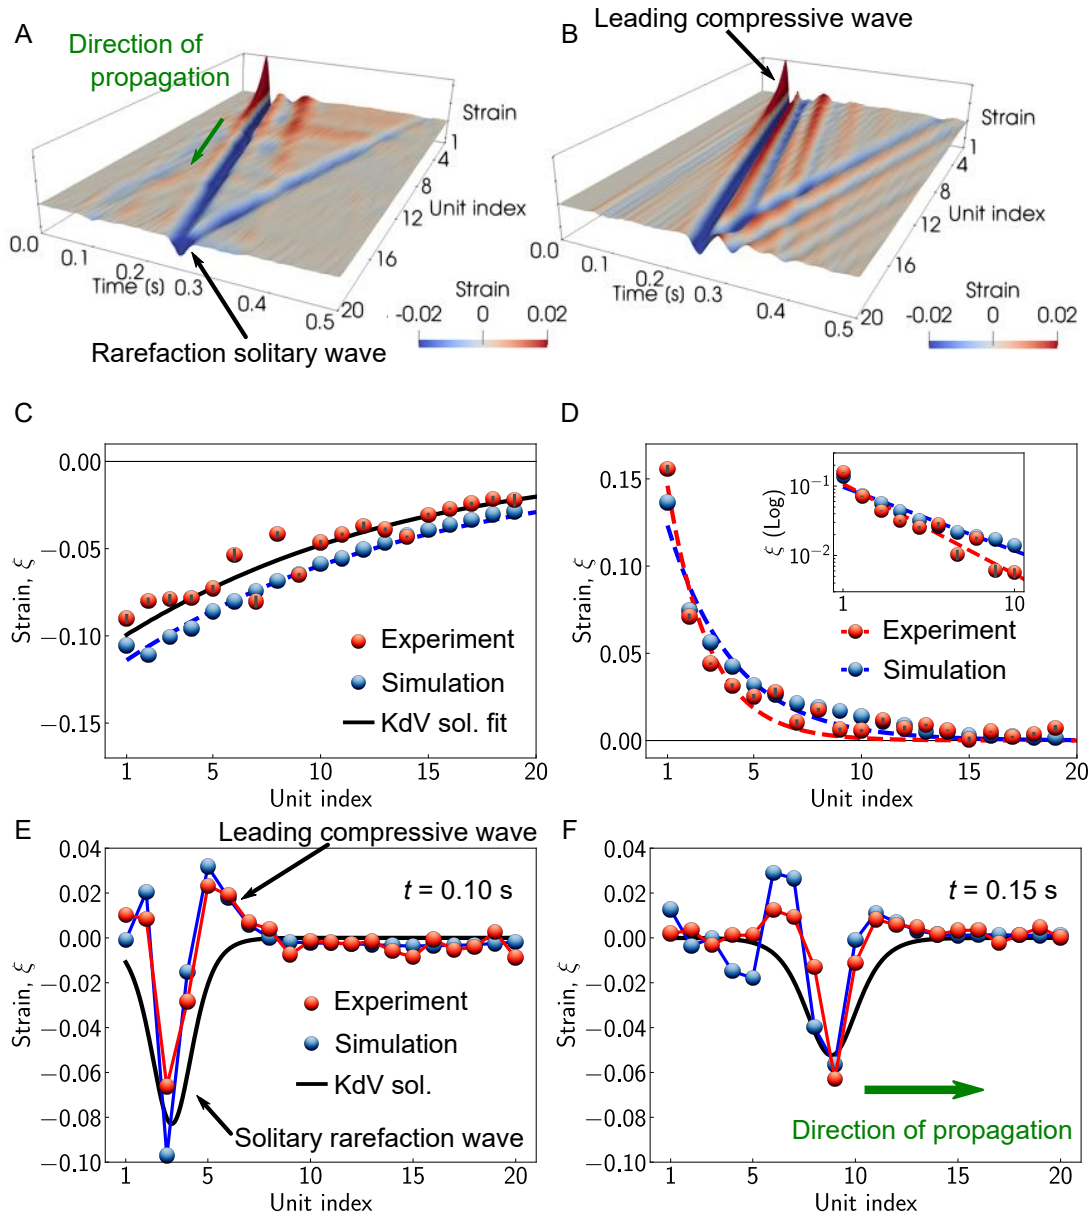 A
Direction of
propagation
Strain
1
4
8
12
16
20
Unit index
0.0
0.1
0.2
0.3
0.4
0.5
Time (s)
Strain
-0.02 0 0.02
Rarefaction solitary wave
Leading compressive wave
B
Strain
1
4
8
12
16
20
Unit index
0.0
0.1
0.2
0.3
0.4
0.5
Time (s)
Strain
-0.02 0 0.02
C
0.00
−0.05
−0.10
−0.15
Strain, ξ
Experiment
Simulation
KdV sol. fit
1 5 10 15 20
Unit index
D
0.15
0.10
0.05
0.00
Strain, ξ
ξ (Log)
10⁻¹
10⁻²
1 10
Experiment
Simulation
1 5 10 15 20
Unit index
E
Leading compressive wave
0.04
0.02
0.00
−0.02
−0.04
−0.06
−0.08
−0.10
Strain, ξ
t = 0.10 s
Experiment
Simulation
KdV sol.
Solitary rarefaction wave
1 5 10 15 20
Unit index
F
0.04
0.02
0.00
−0.02
−0.04
−0.06
−0.08
−0.10
Strain, ξ
t = 0.15 s
Direction of propagation
1 5 10 15 20
Unit index